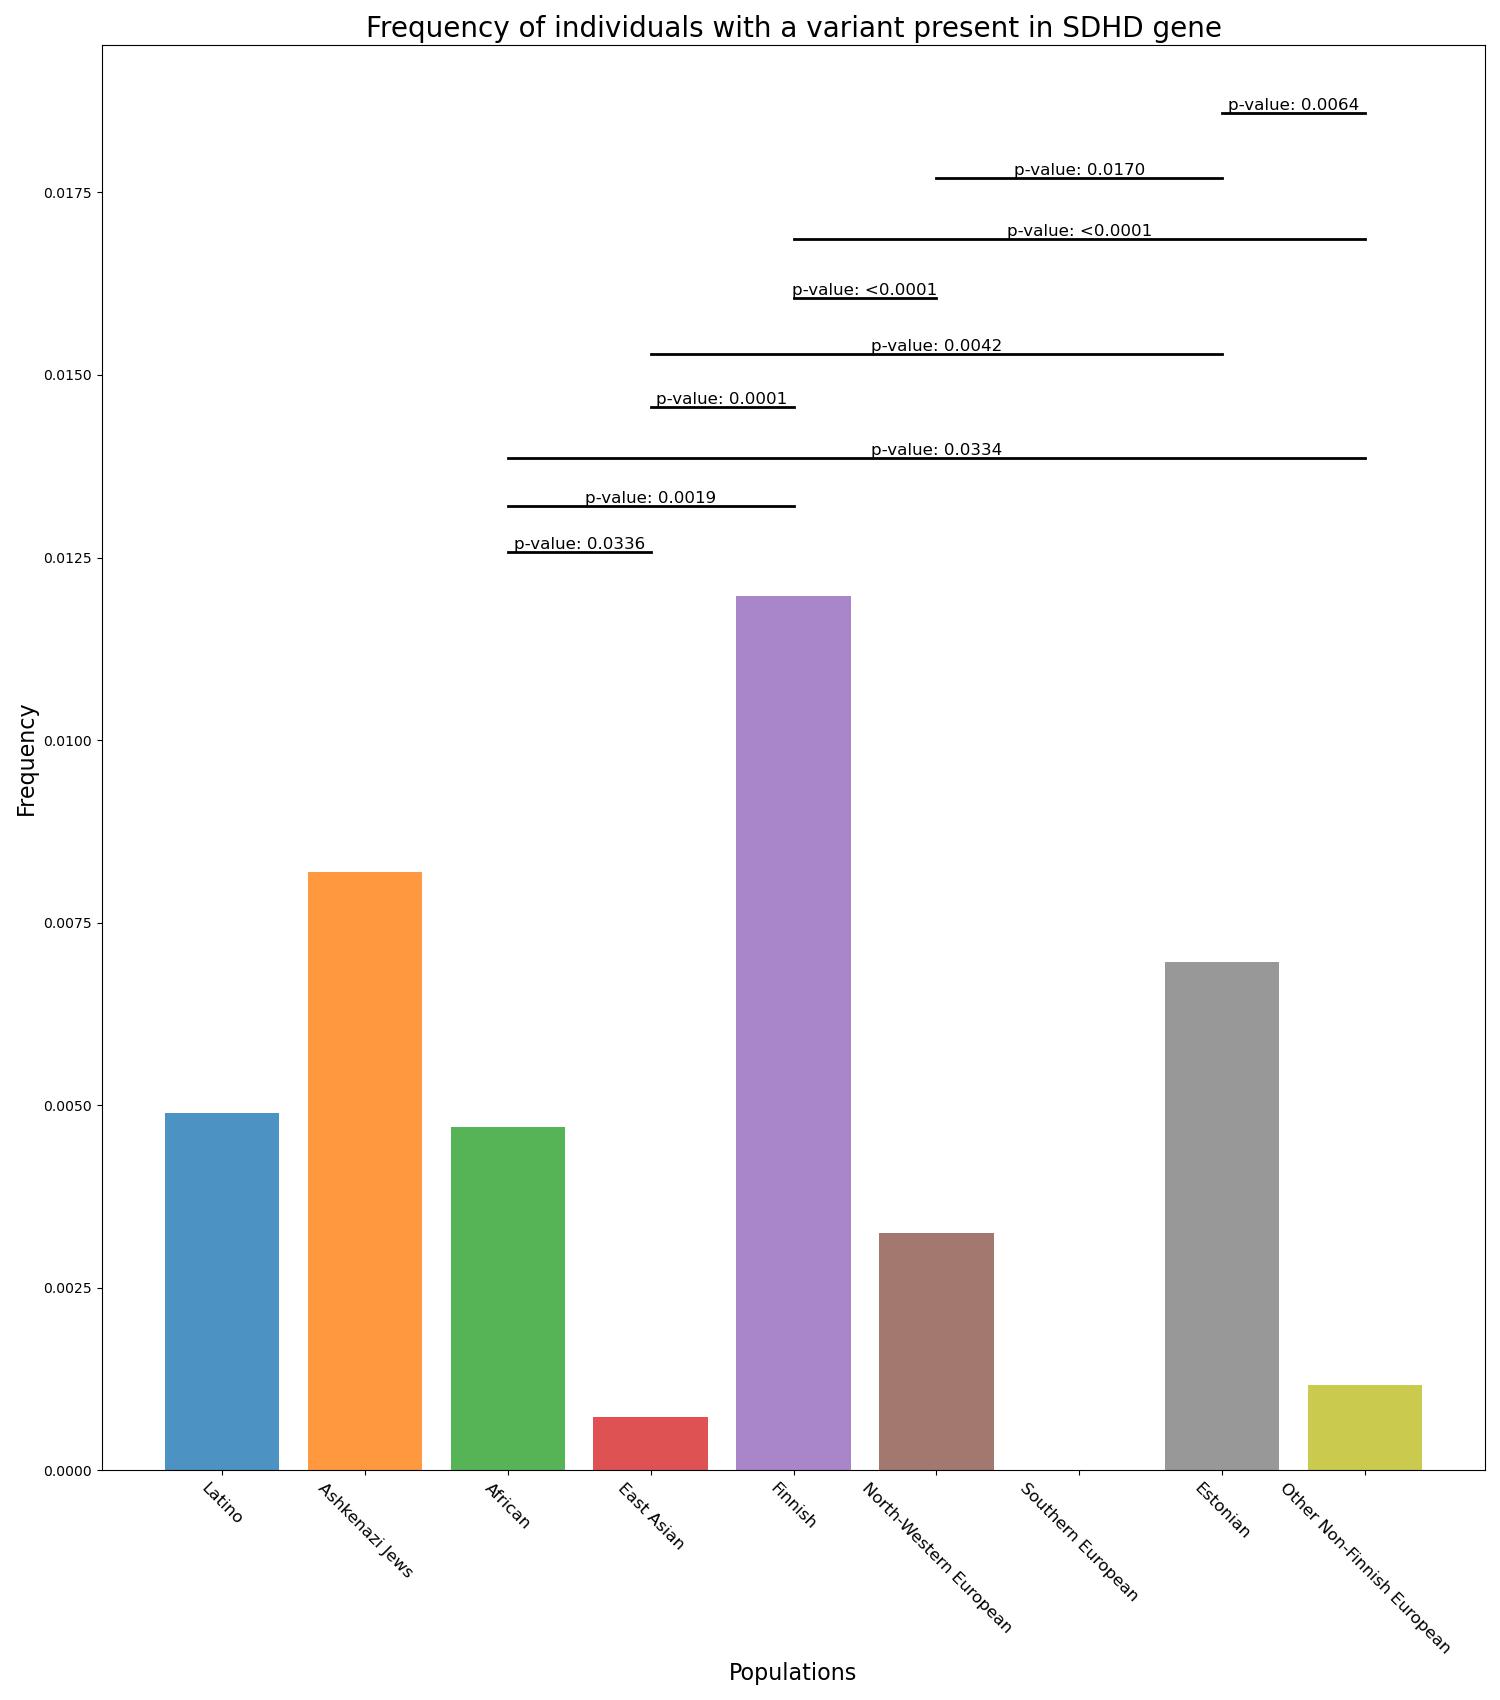 Frequency of individuals with a variant present in SDHD gene
p-value: 0.0064
p-value: 0.0170
p-value: <0.0001
p-value: <0.0001
p-value: 0.0042
p-value: 0.0001
p-value: 0.0334
p-value: 0.0019
p-value: 0.0336
Frequency
0.0175
0.0150
0.0125
0.0100
0.0075
0.0050
0.0025
0.0000
Latino
Ashkenazi Jews
African
East Asian
Finnish
North-Western European
Southern European
Estonian
Other Non-Finnish European
Populations